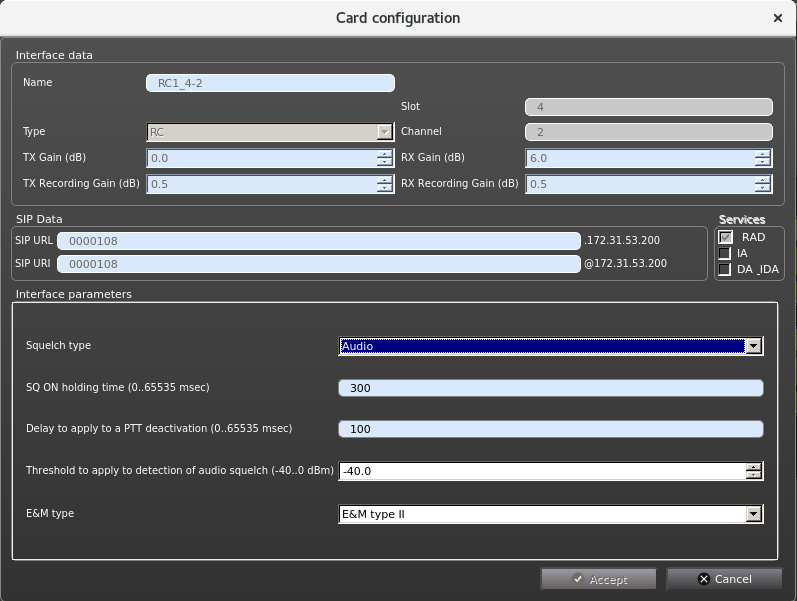 Card configuration
Interface data
Name RC1_4-2
Slot 4
Type RC Channel 2
TX Gain (dB) 0.0 RX Gain (dB) 6.0
TX Recording Gain (dB) 0.5 RX Recording Gain (dB) 0.5
SIP Data
SIP URL 0000108 .172.31.53.200
SIP URI 0000108 @172.31.53.200
Services
RAD
IA
DA_IDA
Interface parameters
Squelch type Audio
SQ ON holding time (0..65535 msec) 300
Delay to apply to a PTT deactivation (0..65535 msec) 100
Threshold to apply to detection of audio squelch (-40..0 dBm) -40.0
E&M type E&M type II
Accept Cancel